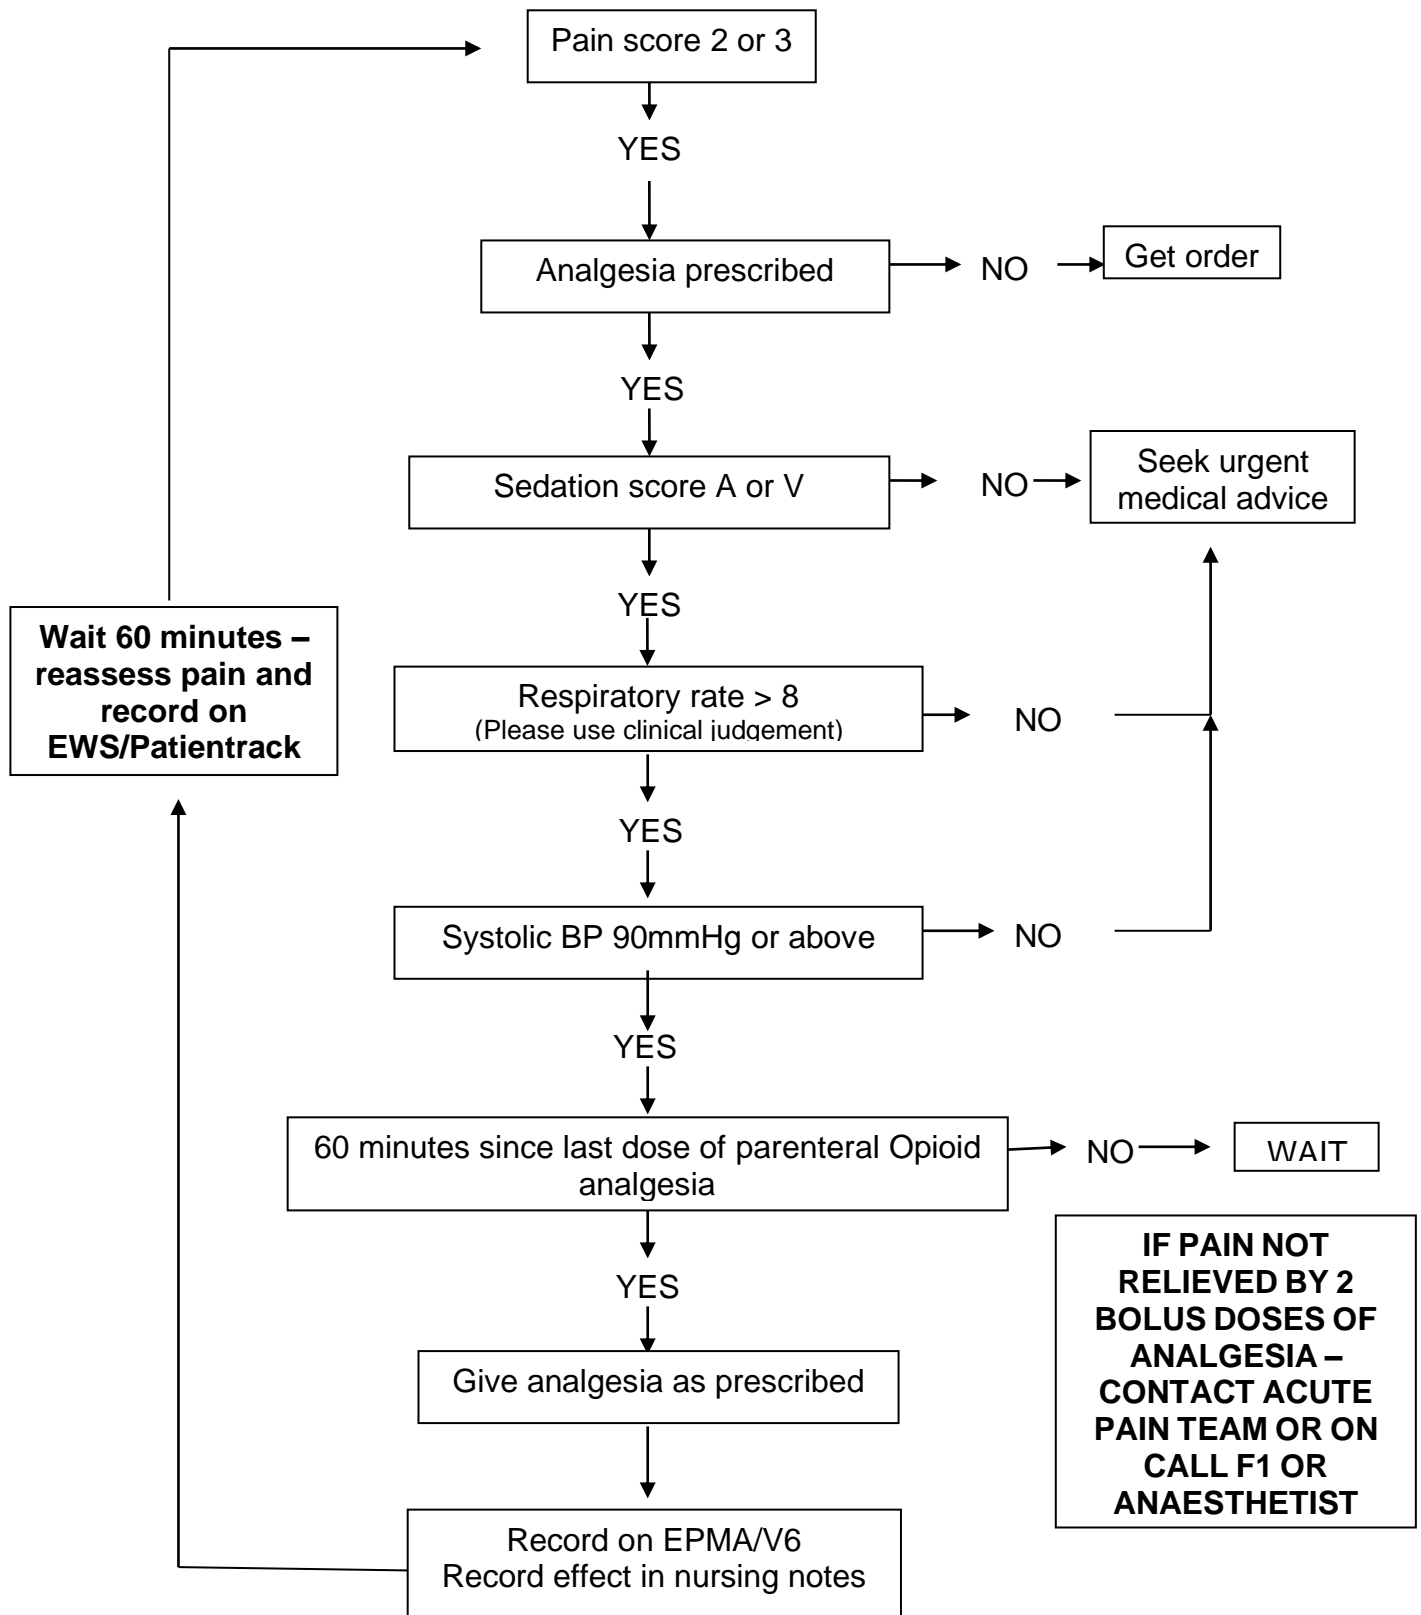 Pain score 2 or 3
YES
Analgesia prescribed
NO
Get order
YES
Sedation score A or V
NO
Seek urgent
medical advice
YES
Wait 60 minutes –
reassess pain and
record on
EWS/Patientrack
Respiratory rate > 8
(Please use clinical judgement)
NO
YES
Systolic BP 90mmHg or above
NO
YES
60 minutes since last dose of parenteral Opioid
analgesia
NO
WAIT
IF PAIN NOT
RELIEVED BY 2
BOLUS DOSES OF
ANALGESIA –
CONTACT ACUTE
PAIN TEAM OR ON
CALL F1 OR
ANAESTHETIST
YES
Give analgesia as prescribed
Record on EPMA/V6
Record effect in nursing notes